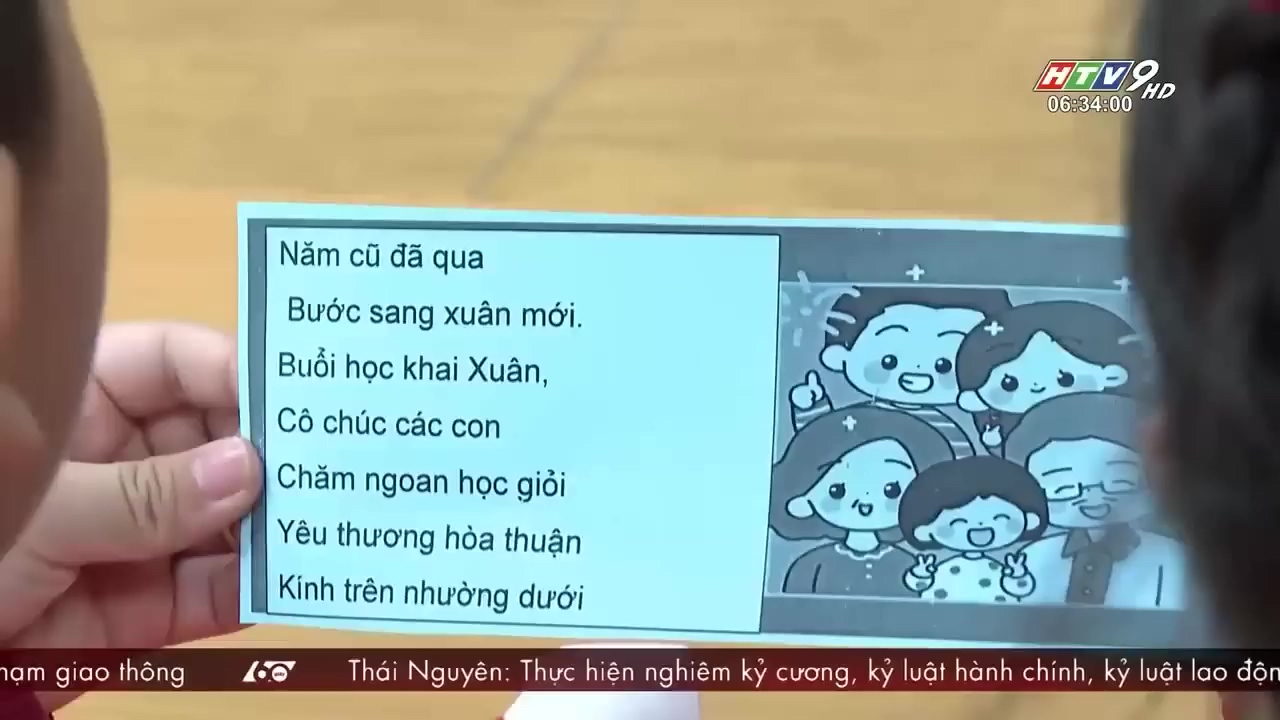 HTV9 HD
06:34:00
Năm cũ đã qua
Bước sang xuân mới.
Buổi học khai Xuân,
Cô chúc các con
Chăm ngoan học giỏi
Yêu thương hòa thuận
Kính trên nhường dưới
giao thông
60 Thái Nguyên: Thực hiện nghiêm kỷ cương, kỷ luật hành chính, kỷ luật lao